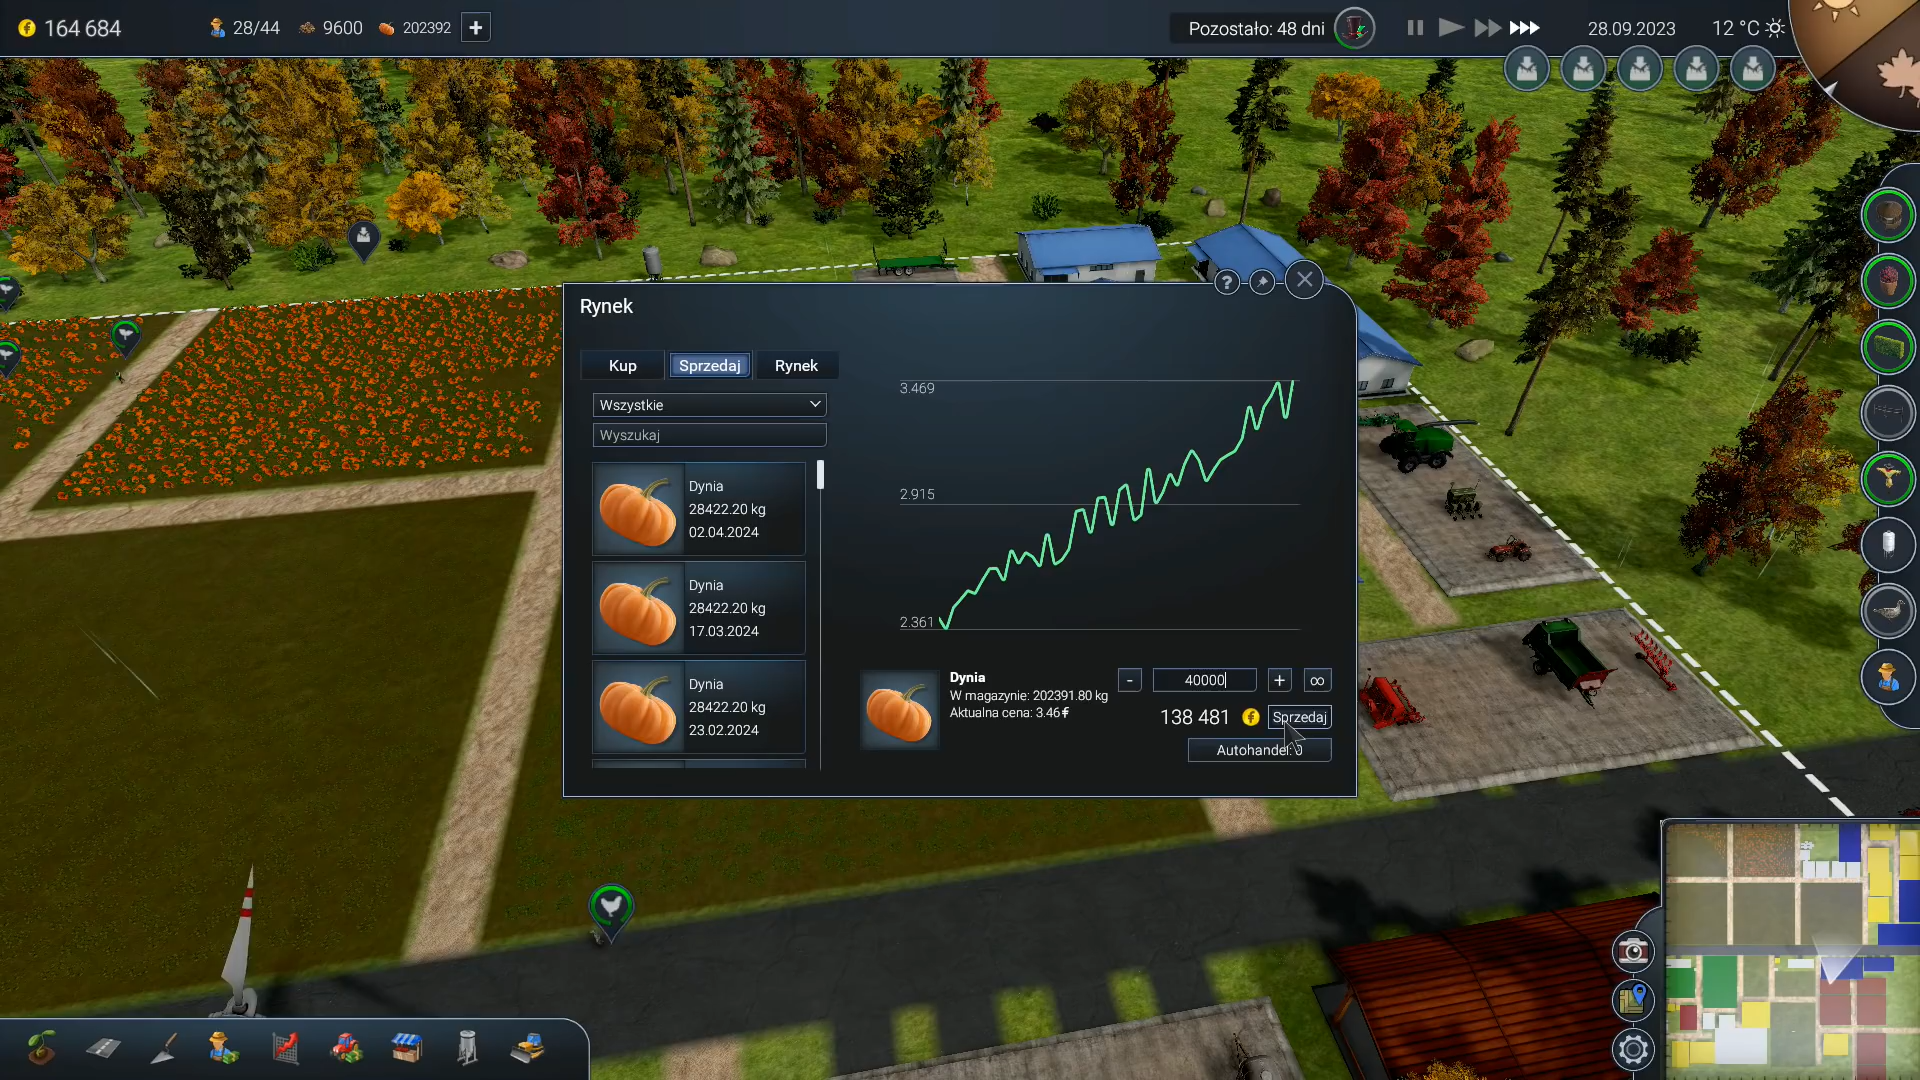 164 684
28/44
9600
202392
+
Pozostało: 48 dni
28.09.2023
12 °C
Rynek
?
Kup
Sprzedaj
Rynek
Wszystkie
Wyszukaj
Dynia
28422.20 kg
02.04.2024
Dynia
28422.20 kg
17.03.2024
Dynia
28422.20 kg
23.02.2024
3.469
2.915
2.361
Dynia
W magazynie: 202391.80 kg
Aktualna cena: 3.46
-
40000
+
∞
138 481
Sprzedaj
Autohandel: 0